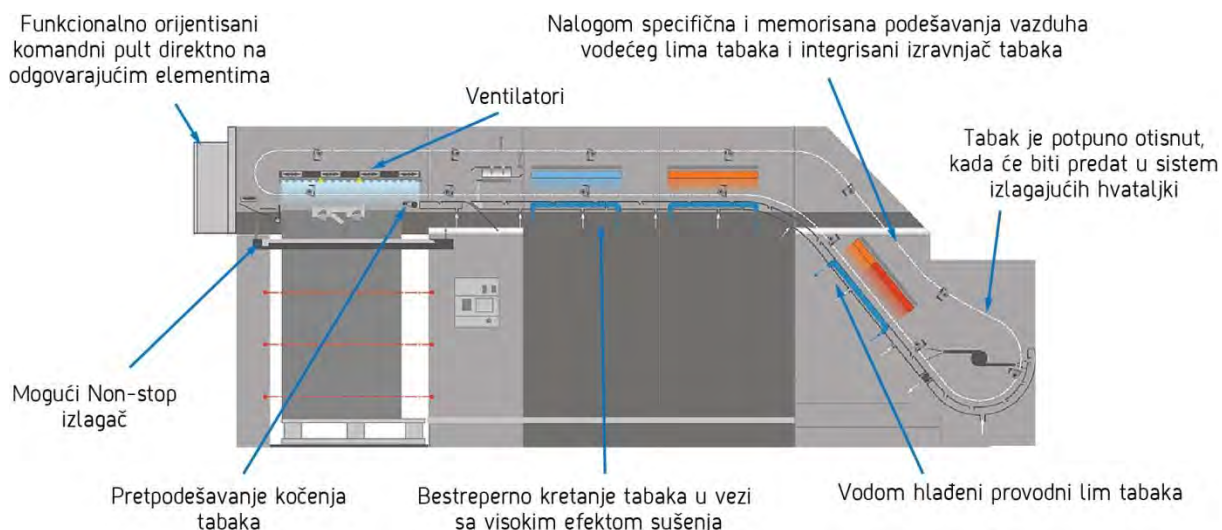 Funkcionalno orijentisani
komandni pult direktno na
odgovarajućim elementima
Nalogom specifična i memorisana podešavanja vazduha
vodećeg lima tabaka i integrisani izravnjač tabaka
Ventilatori
Tabak je potpuno otisnut,
kada će biti predat u sistem
izlagajućih hvataljki
Mogući Non-stop
izlagač
Pretpodešavanje kočenja
tabaka
Bestreperno kretanje tabaka u vezi
sa visokim efektom sušenja
Vodom hlađeni provodni lim tabaka